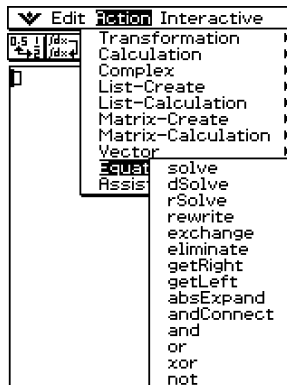 Edit Action Interactive
Transformation
Calculation
Complex
List-Create
List-Calculation
Matrix-Create
Matrix-Calculation
Vector
Equat
Assis
solve
dSolve
rSolve
rewrite
exchange
eliminate
getRight
getLeft
absExpand
andConnect
and
or
xor
not